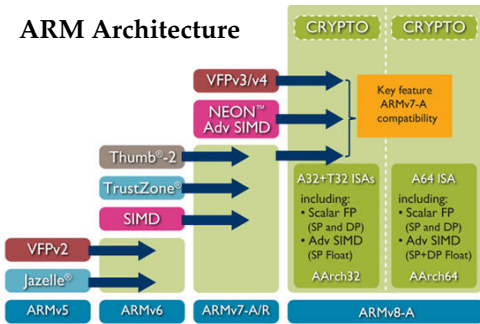 ARM Architecture
CRYPTO
CRYPTO
VFPv3/v4
NEON™
Adv SIMD
Key feature
ARMv7-A
compatibility
Thumb®-2
TrustZone®
SIMD
A32+T32 ISAs
including:
• Scalar FP
(SP and DP)
• Adv SIMD
(SP Float)
AArch32
A64 ISA
including:
• Scalar FP
(SP and DP)
• Adv SIMD
(SP+DP Float)
AArch64
VFPv2
Jazelle®
ARMv5
ARMv6
ARMv7-A/R
ARMv8-A